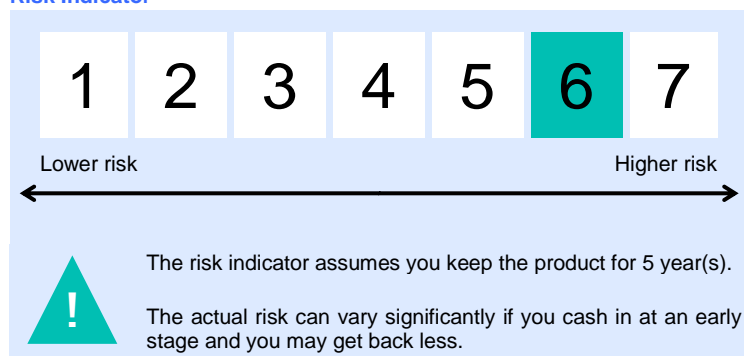 Risk Indicator
1 2 3 4 5 6 7
Lower risk Higher risk
The risk indicator assumes you keep the product for 5 year(s).
!
The actual risk can vary significantly if you cash in at an early
stage and you may get back less.